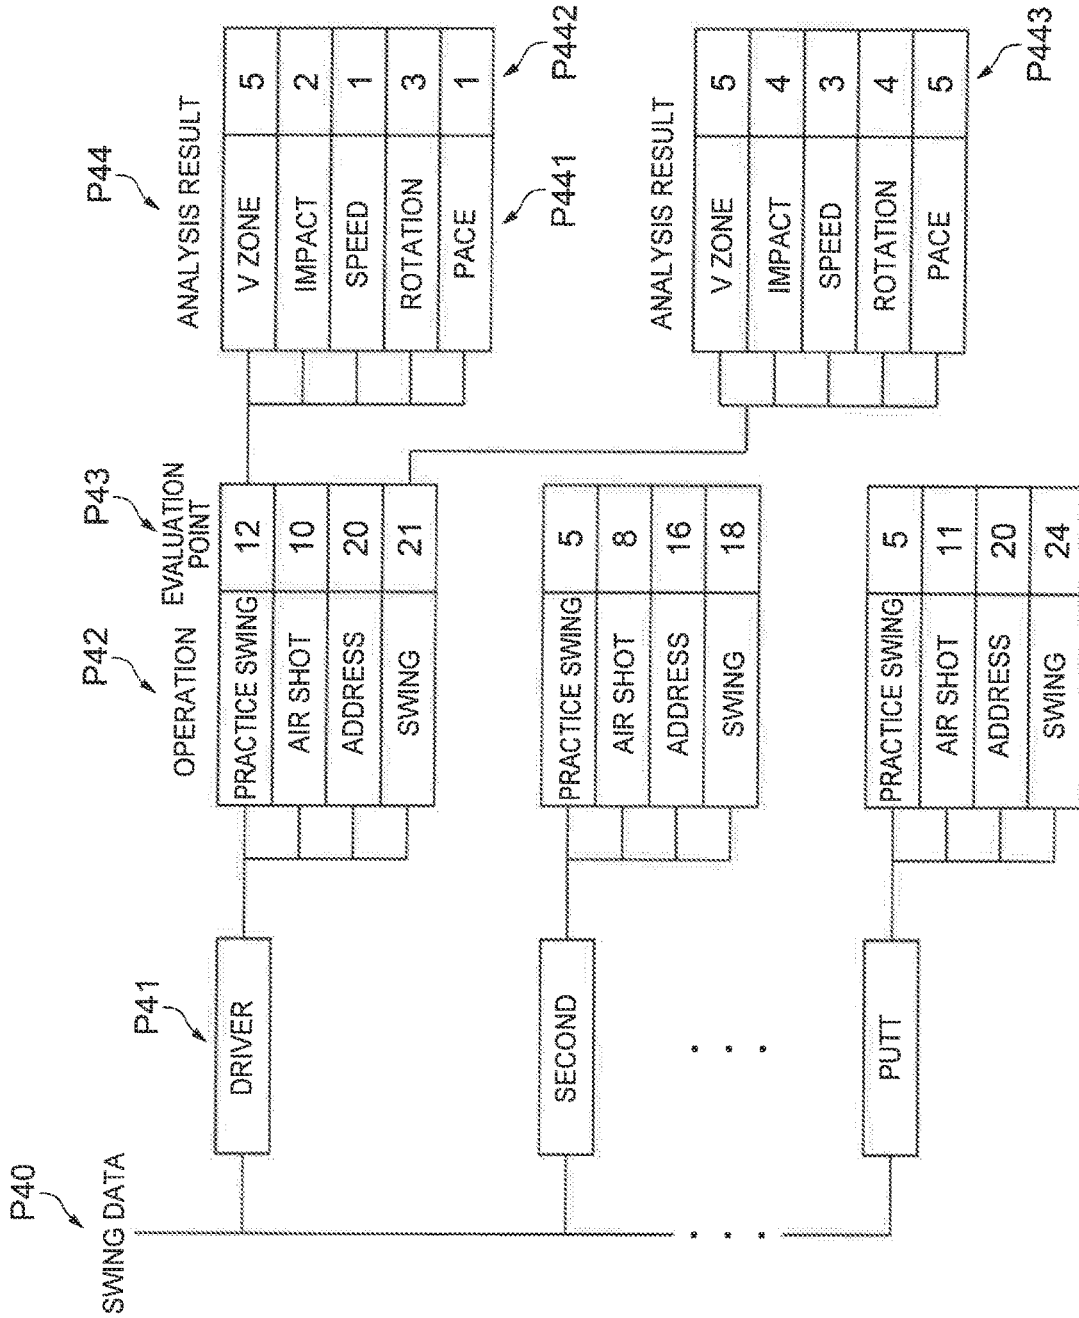 P40
SWING DATA
P41
DRIVER
SECOND
PUTT
P42
OPERATION
P43
EVALUATION
POINT
PRACTICE SWING 12
AIR SHOT 10
ADDRESS 20
SWING 21
PRACTICE SWING 5
AIR SHOT 8
ADDRESS 16
SWING 18
PRACTICE SWING 5
AIR SHOT 11
ADDRESS 20
SWING 24
P44
ANALYSIS RESULT
V ZONE 5
IMPACT 2
SPEED 1
ROTATION 3
PACE 1
P441
P442
ANALYSIS RESULT
V ZONE 5
IMPACT 4
SPEED 3
ROTATION 4
PACE 5
P443